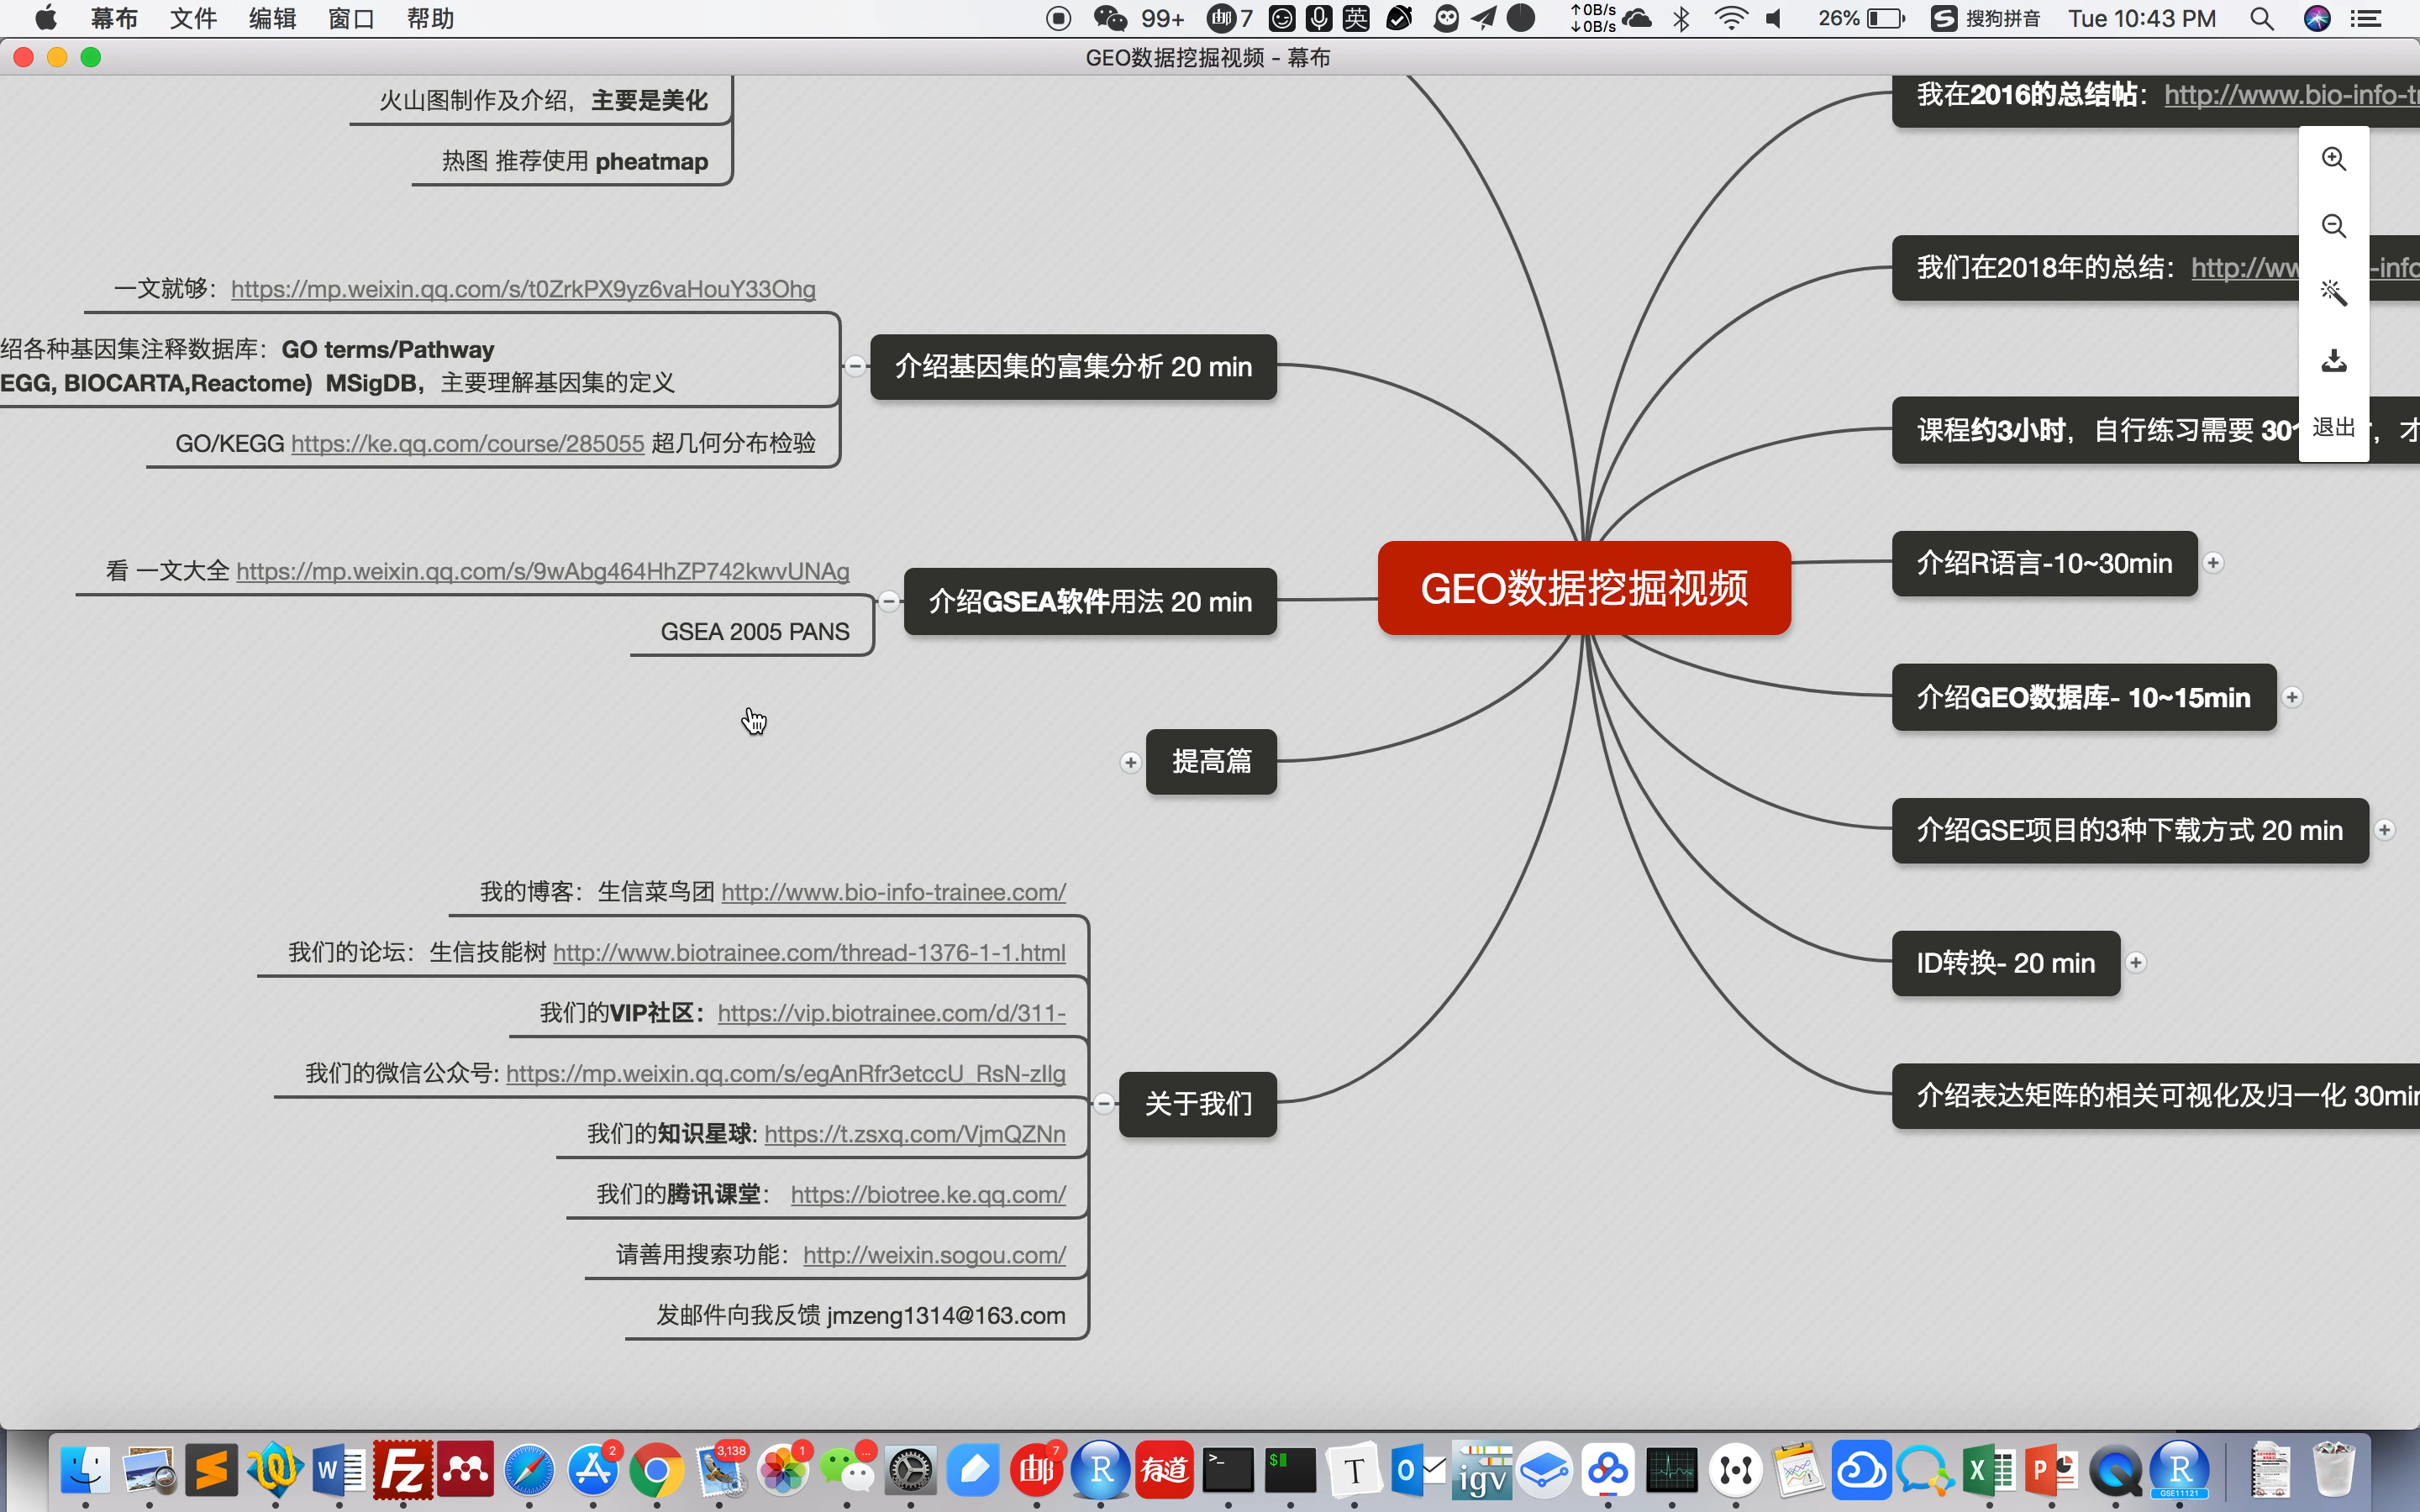 幕布 文件 编辑 窗口 帮助 99+ 7 英 ↑0B/s ↓0B/s 26% 搜狗拼音 Tue 10:43 PM
GEO数据挖掘视频 - 幕布
火山图制作及介绍，主要是美化
热图 推荐使用 pheatmap
一文就够：https://mp.weixin.qq.com/s/t0ZrkPX9yz6vaHouY33Ohg
绍各种基因集注释数据库：GO terms/Pathway
EGG, BIOCARTA,Reactome) MSigDB，主要理解基因集的定义
GO/KEGG https://ke.qq.com/course/285055 超几何分布检验
介绍基因集的富集分析 20 min
看 一文大全 https://mp.weixin.qq.com/s/9wAbg464HhZP742kwvUNAg
GSEA 2005 PANS
介绍GSEA软件用法 20 min
提高篇
我的博客：生信菜鸟团 http://www.bio-info-trainee.com/
我们的论坛：生信技能树 http://www.biotrainee.com/thread-1376-1-1.html
我们的VIP社区：https://vip.biotrainee.com/d/311-
我们的微信公众号: https://mp.weixin.qq.com/s/egAnRfr3etccU_RsN-zIlg
我们的知识星球: https://t.zsxq.com/VjmQZNn
我们的腾讯课堂： https://biotree.ke.qq.com/
请善用搜索功能：http://weixin.sogou.com/
发邮件向我反馈 jmzeng1314@163.com
关于我们
GEO数据挖掘视频
我在2016的总结帖：http://www.bio-info-t
我们在2018年的总结：http://ww -info
课程约3小时，自行练习需要 30 ，才
退出
介绍R语言-10~30min
介绍GEO数据库- 10~15min
介绍GSE项目的3种下载方式 20 min
ID转换- 20 min
介绍表达矩阵的相关可视化及归一化 30mi
2 3,138 1 ... 7
W Fz 邮 R 有道 >_ $ T O igv X P R
GSE11121